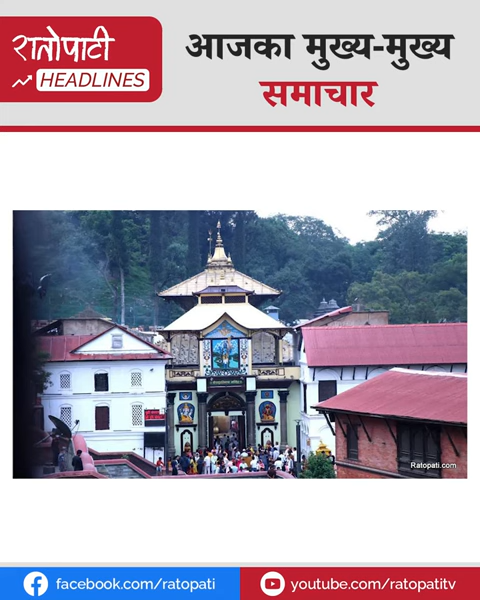 रातोपाटी
HEADLINES
आजका मुख्य-मुख्य
समाचार
Ratopati.com
facebook.com/ratopati
youtube.com/ratopatitv